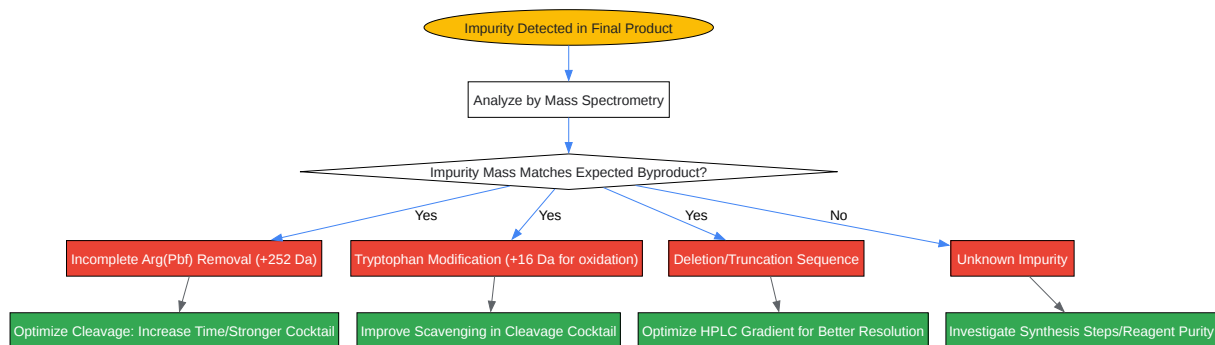 Impurity Detected in Final Product
Analyze by Mass Spectrometry
Impurity Mass Matches Expected Byproduct?
Yes
Yes
Yes
No
Incomplete Arg(Pbf) Removal (+252 Da)
Tryptophan Modification (+16 Da for oxidation)
Deletion/Truncation Sequence
Unknown Impurity
Optimize Cleavage: Increase Time/Stronger Cocktail
Improve Scavenging in Cleavage Cocktail
Optimize HPLC Gradient for Better Resolution
Investigate Synthesis Steps/Reagent Purity